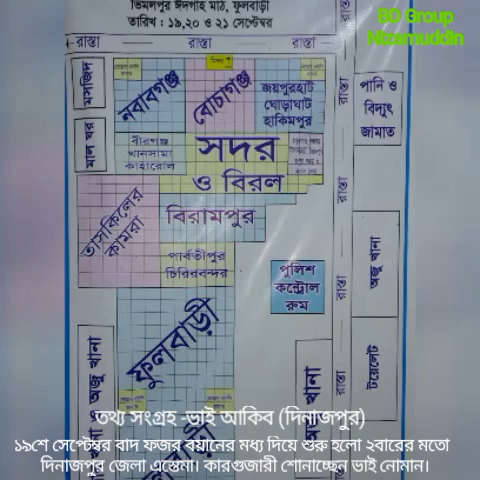 ভিমলপুর ঈদগাহ মাঠ, ফুলবাড়ী
তারিখ : ১৯,২০ ও ২১ সেপ্টেম্বর
BD Group
Nizamuddin
রাস্তা
রাস্তা
রাস্তা
মসজিদ
নবাবগঞ্জ
বোচাগঞ্জ
জয়পুরহাট
ঘোড়াঘাট
হাকিমপুর
পানি ও
বিদ্যুৎ
জামাত
মাল ঘর
বীরগঞ্জ
খানসামা
কাহারোল
সদর
ও বিরল
রাস্তা
তাসকিলের
কামরা
বিরামপুর
পার্বতীপুর
চিরিরবন্দর
পুলিশ
কন্ট্রোল
রুম
রাস্তা
অজু খানা
রাস্তা
ফুলবাড়ী
ও অজু খানা
খানা
রাস্তা
টয়লেট
তথ্য সংগ্রহ -ভাই আকিব (দিনাজপুর)
১৯শে সেপ্টেম্বর বাদ ফজর বয়ানের মধ্য দিয়ে শুরু হলো ২বারের মতো
দিনাজপুর জেলা এস্তেমা। কারগুজারী শোনাচ্ছেন ভাই নোমান।